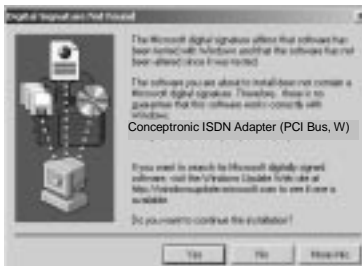 Digital Signature Not Found
The Microsoft digital signature affirms that software has
been tested with Windows and that the software has not
been altered since it was tested.
The software you are about to install does not contain a
Microsoft digital signature. Therefore, there is no
guarantee that this software works correctly with
Windows.
Conceptronic ISDN Adapter (PCI Bus, W)
If you want to search for Microsoft digitally signed
software, visit the Windows Update Web site at
http://windowsupdate.microsoft.com to see if one is
available.
Do you want to continue the installation?
Yes No More Info